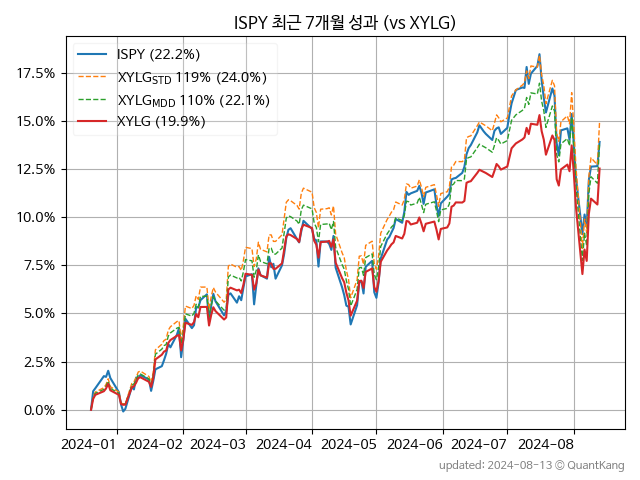 ISPY 최근 7개월 성과 (vs XYLG)
ISPY (22.2%)
XYLG_STD 119% (24.0%)
XYLG_MDD 110% (22.1%)
XYLG (19.9%)
17.5%
15.0%
12.5%
10.0%
7.5%
5.0%
2.5%
0.0%
2024−01 2024−02 2024−03 2024−04 2024−05 2024−06 2024−07 2024−08
updated: 2024-08-13 © QuantKang